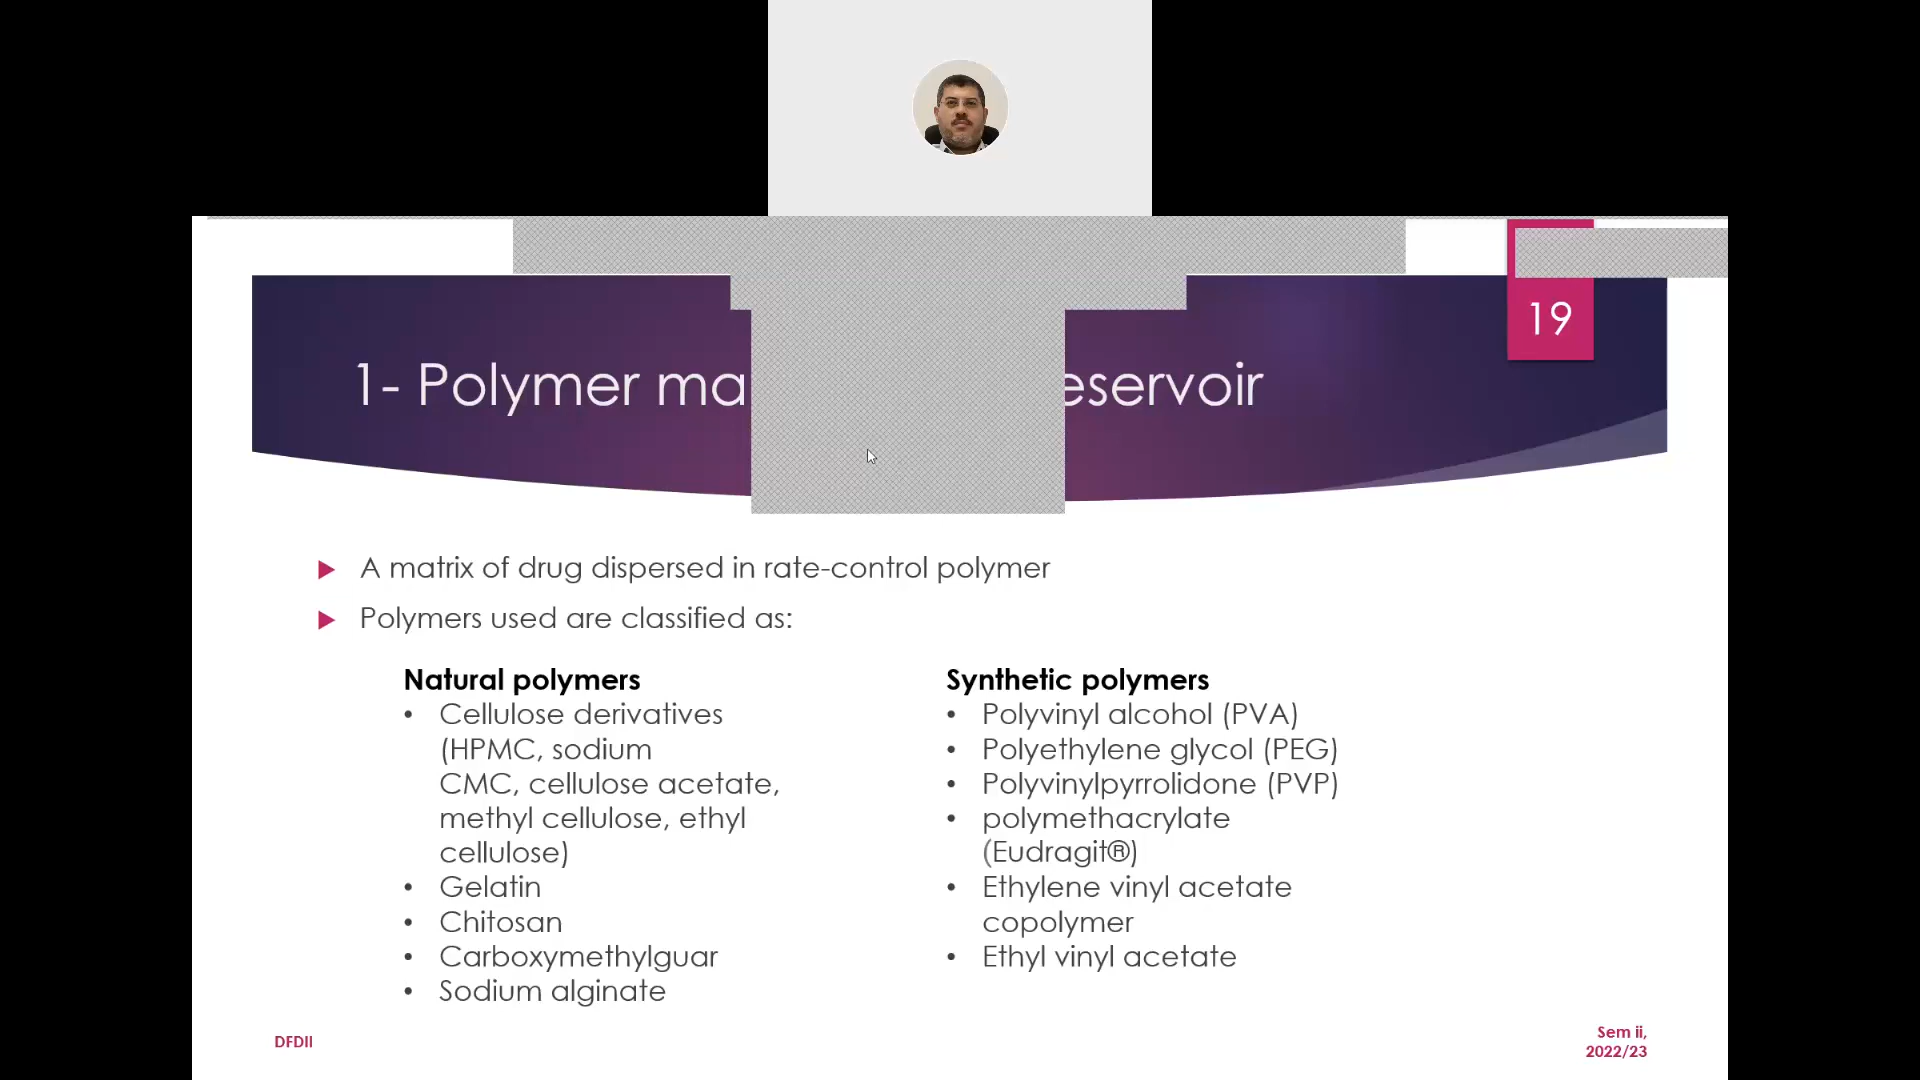 19
1- Polymer ma eservoir
A matrix of drug dispersed in rate-control polymer
Polymers used are classified as:
Natural polymers
• Cellulose derivatives
(HPMC, sodium
CMC, cellulose acetate,
methyl cellulose, ethyl
cellulose)
• Gelatin
• Chitosan
• Carboxymethylguar
• Sodium alginate
Synthetic polymers
• Polyvinyl alcohol (PVA)
• Polyethylene glycol (PEG)
• Polyvinylpyrrolidone (PVP)
• polymethacrylate
(Eudragit®)
• Ethylene vinyl acetate
copolymer
• Ethyl vinyl acetate
DFDII
Sem ii,
2022/23